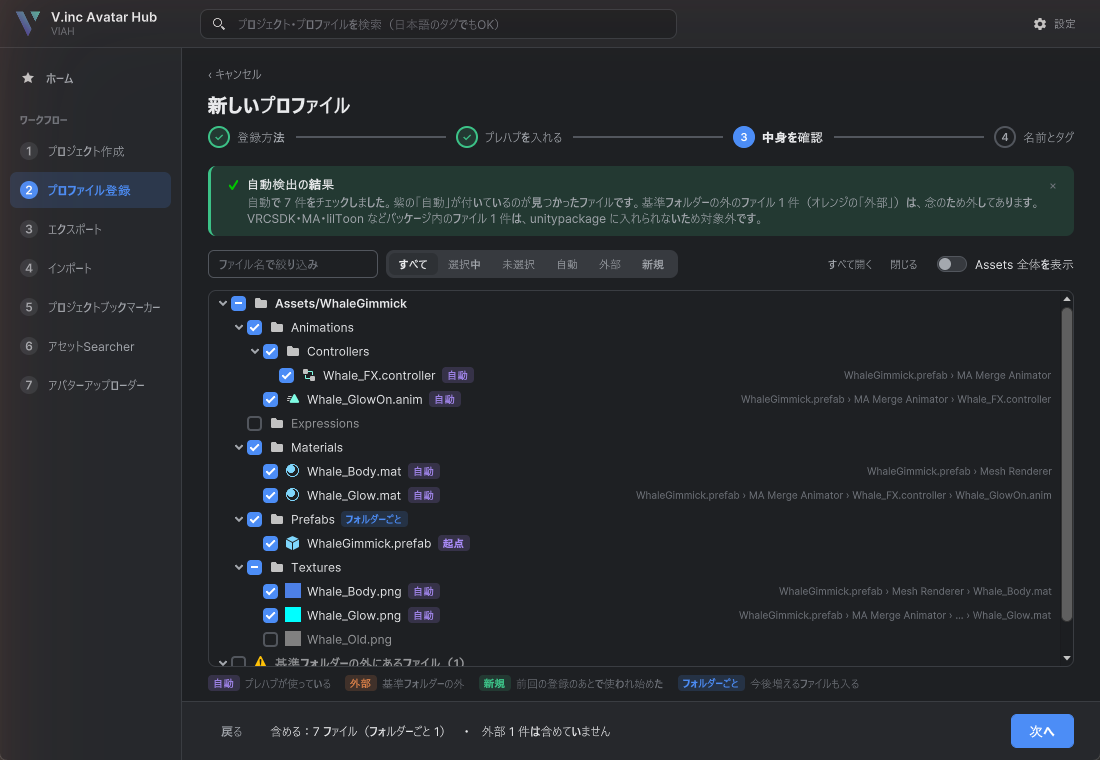 V.inc Avatar Hub
VIAH
プロジェクト・プロファイルを検索（日本語のタグでもOK）
設定
ホーム
ワークフロー
1 プロジェクト作成
2 プロファイル登録
3 エクスポート
4 インポート
5 プロジェクトブックマーカー
6 アセットSearcher
7 アバターアップローダー
‹ キャンセル
新しいプロファイル
登録方法
プレハブを入れる
3 中身を確認
4 名前とタグ
自動検出の結果
×
自動で 7 件をチェックしました。紫の「自動」が付いているのが見つかったファイルです。基準フォルダーの外のファイル 1 件（オレンジの「外部」）は、念のため外してあります。
VRCSDK・MA・lilToon などパッケージ内のファイル 1 件は、unitypackage に入れられないため対象外です。
ファイル名で絞り込み
すべて 選択中 未選択 自動 外部 新規
すべて開く 閉じる Assets 全体を表示
Assets/WhaleGimmick
Animations
Controllers
Whale_FX.controller 自動 WhaleGimmick.prefab › MA Merge Animator
Whale_GlowOn.anim 自動 WhaleGimmick.prefab › MA Merge Animator › Whale_FX.controller
Expressions
Materials
Whale_Body.mat 自動 WhaleGimmick.prefab › Mesh Renderer
Whale_Glow.mat 自動 WhaleGimmick.prefab › MA Merge Animator › Whale_FX.controller › Whale_GlowOn.anim
Prefabs フォルダーごと
WhaleGimmick.prefab 起点
Textures
Whale_Body.png 自動 WhaleGimmick.prefab › Mesh Renderer › Whale_Body.mat
Whale_Glow.png 自動 WhaleGimmick.prefab › MA Merge Animator › ... › Whale_Glow.mat
Whale_Old.png
基準フォルダーの外にあるファイル（1）
自動 プレハブが使っている 外部 基準フォルダーの外 新規 前回の登録のあとで使われ始めた フォルダーごと 今後増えるファイルも入る
戻る 含める：7 ファイル（フォルダーごと 1） ・ 外部 1 件は含めていません
次へ